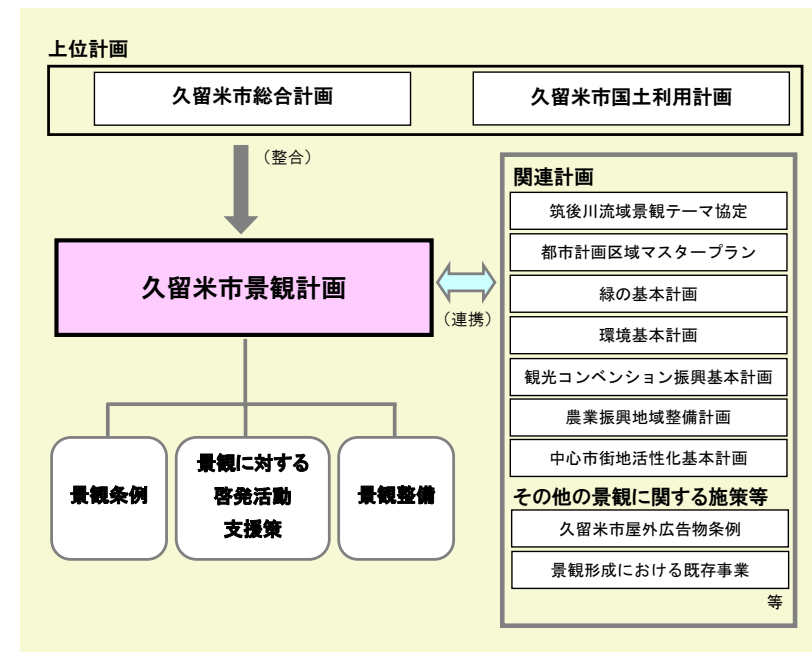 上位計画
久留米市総合計画
久留米市国土利用計画
（整合）
久留米市景観計画
（連携）
景観条例
景観に対する
啓発活動
支援策
景観整備
関連計画
筑後川流域景観テーマ協定
都市計画区域マスタープラン
緑の基本計画
環境基本計画
観光コンベンション振興基本計画
農業振興地域整備計画
中心市街地活性化基本計画
その他の景観に関する施策等
久留米市屋外広告物条例
景観形成における既存事業
等